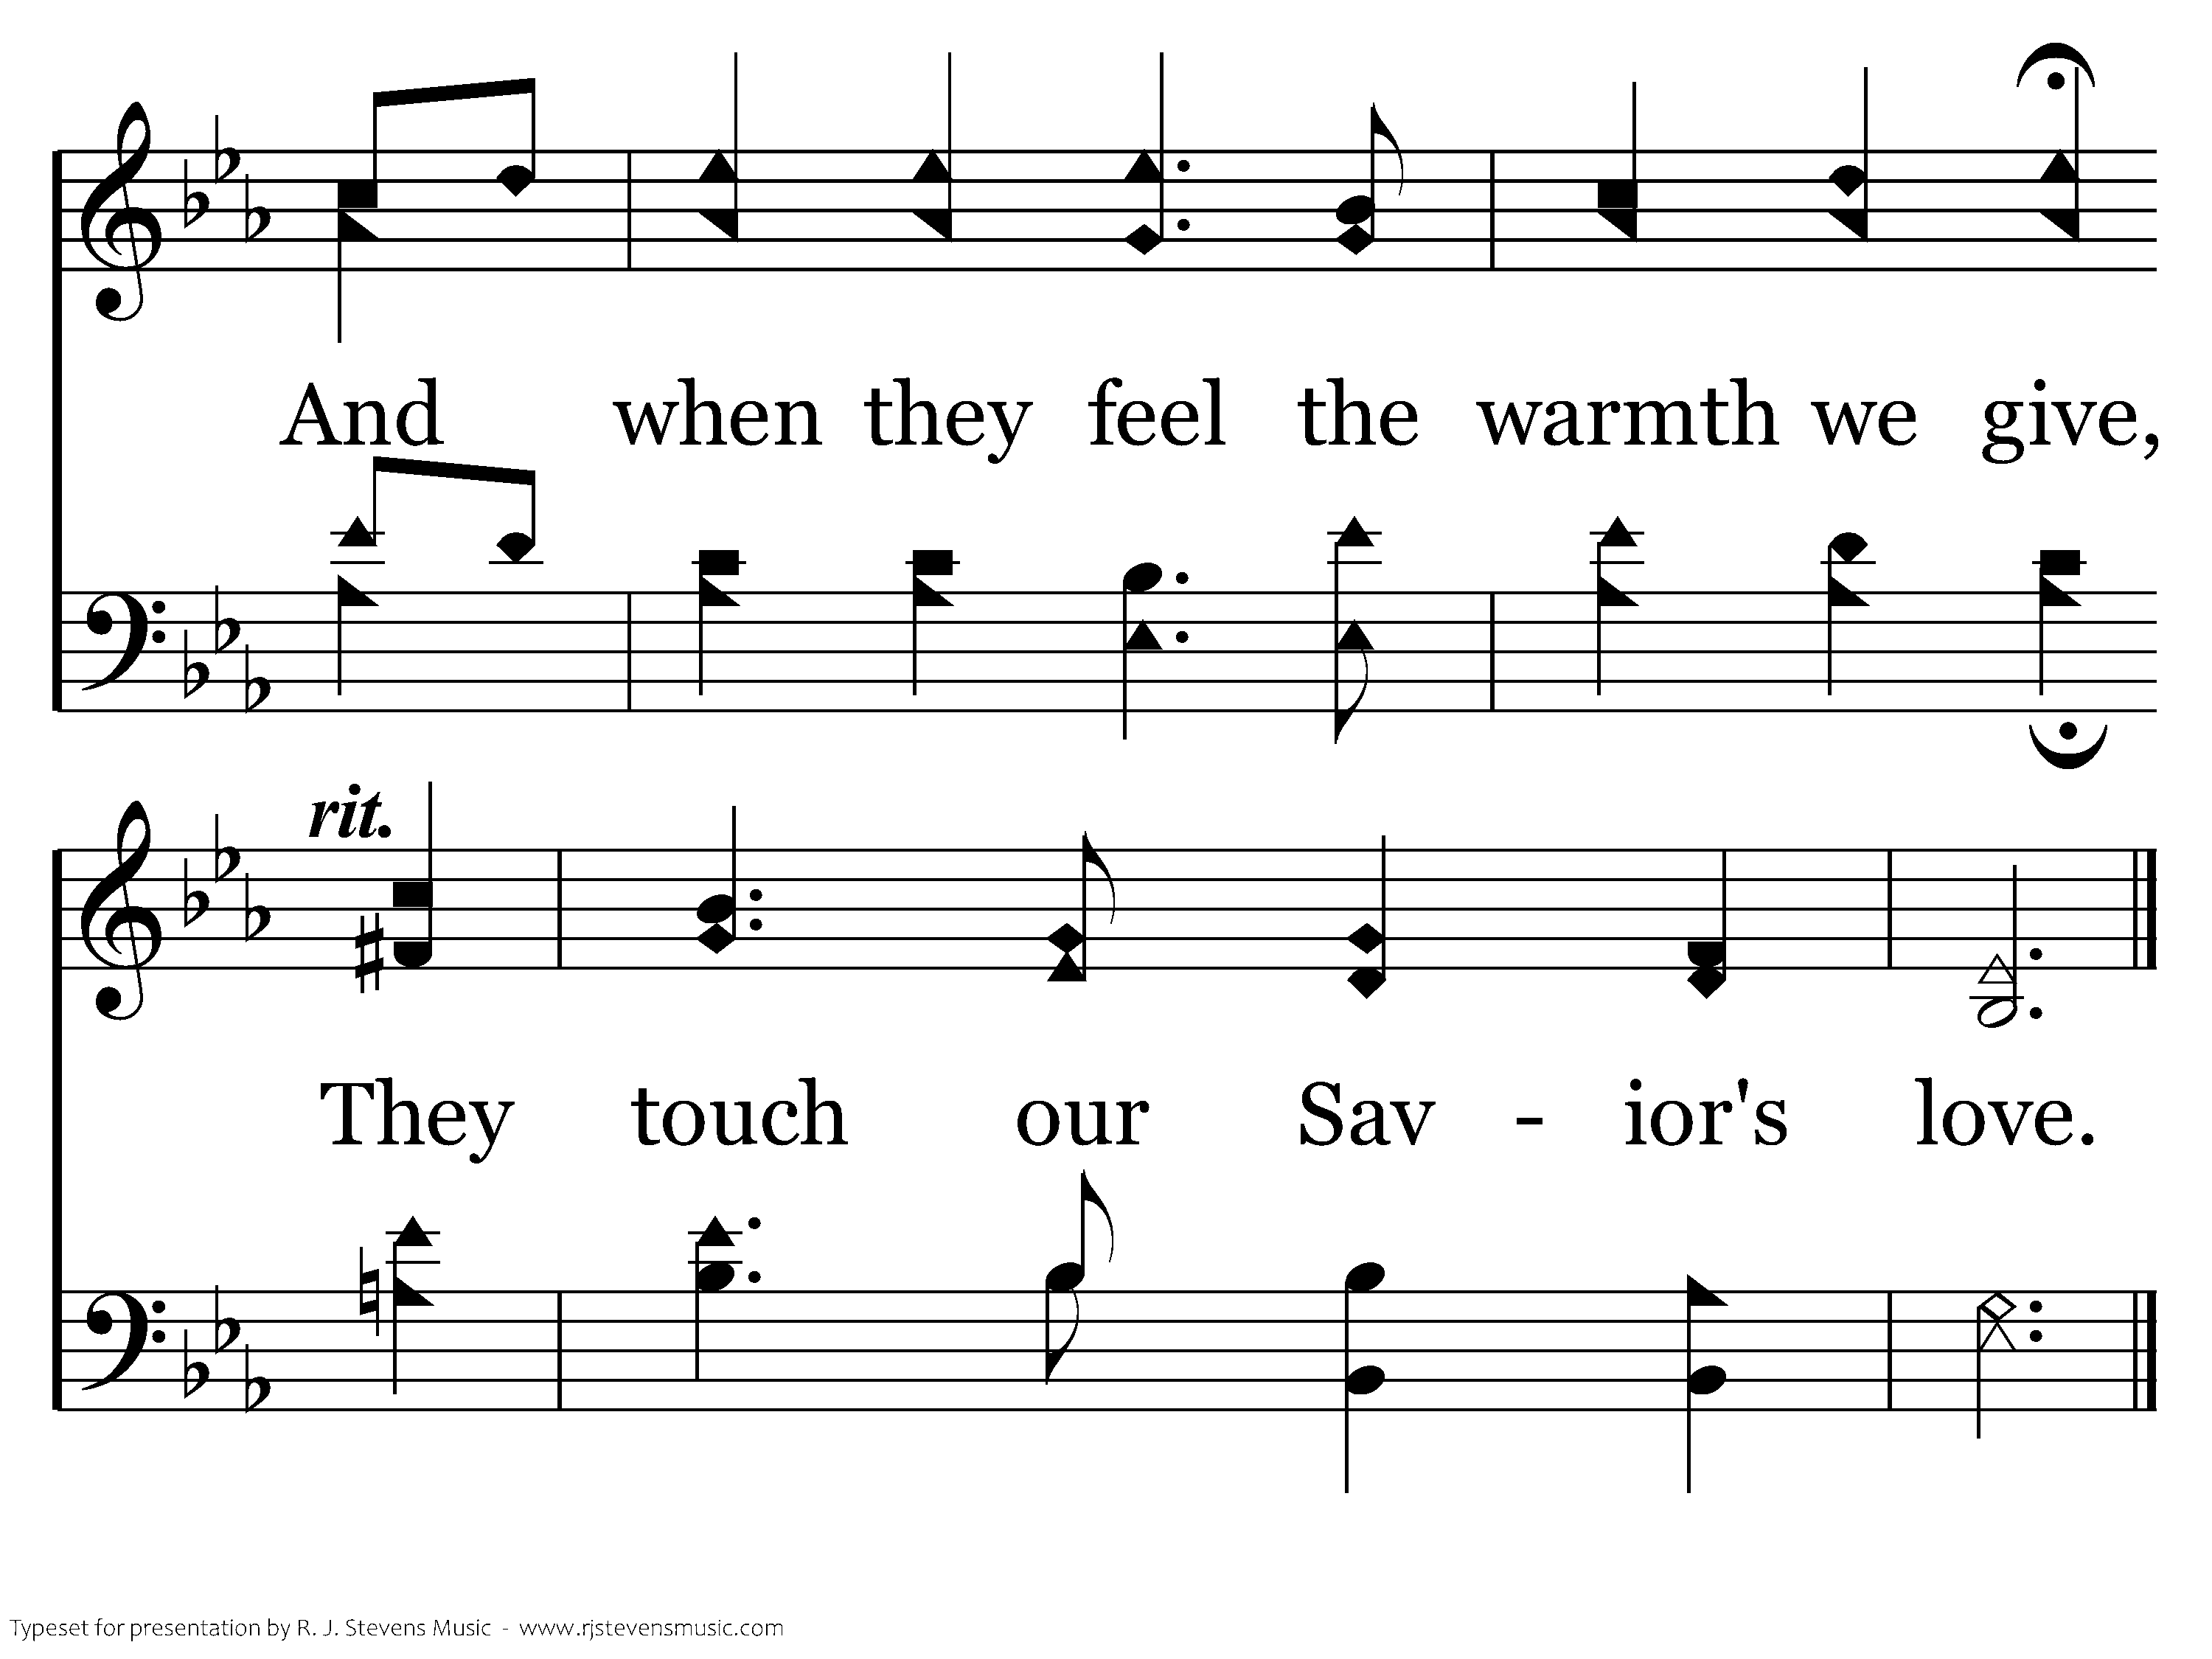 And when they feel the warmth we give,
rit.
They touch our Sav - ior's love.
Typeset for presentation by R. J. Stevens Music - www.rjstevensmusic.com